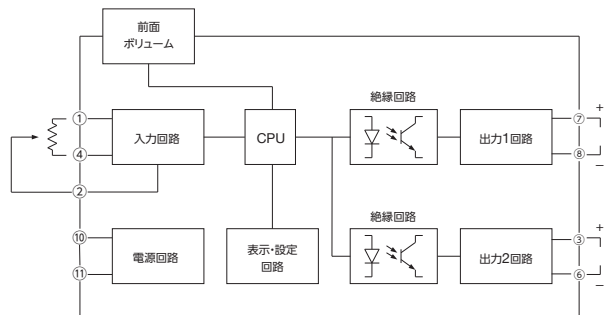 前面
ボリューム
絶縁回路
①
④
②
入力回路
CPU
出力1回路
⑦
⑧
+
−
絶縁回路
⑩
⑪
電源回路
表示・設定
回路
出力2回路
③
⑥
+
−